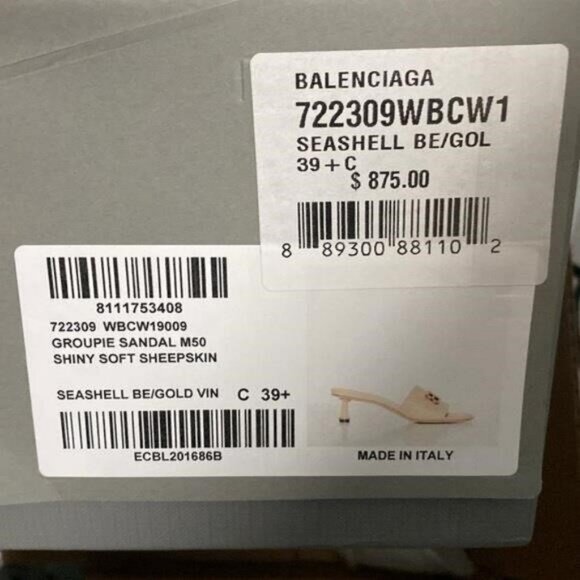 BALENCIAGA
722309WBCW1
SEASHELL BE/GOL
39+C
$ 875.00
8 89300 88110 2
8111753408
722309 WBCW19009
GROUPIE SANDAL M50
SHINY SOFT SHEEPSKIN
SEASHELL BE/GOLD VIN C 39+
ECBL201686B
MADE IN ITALY